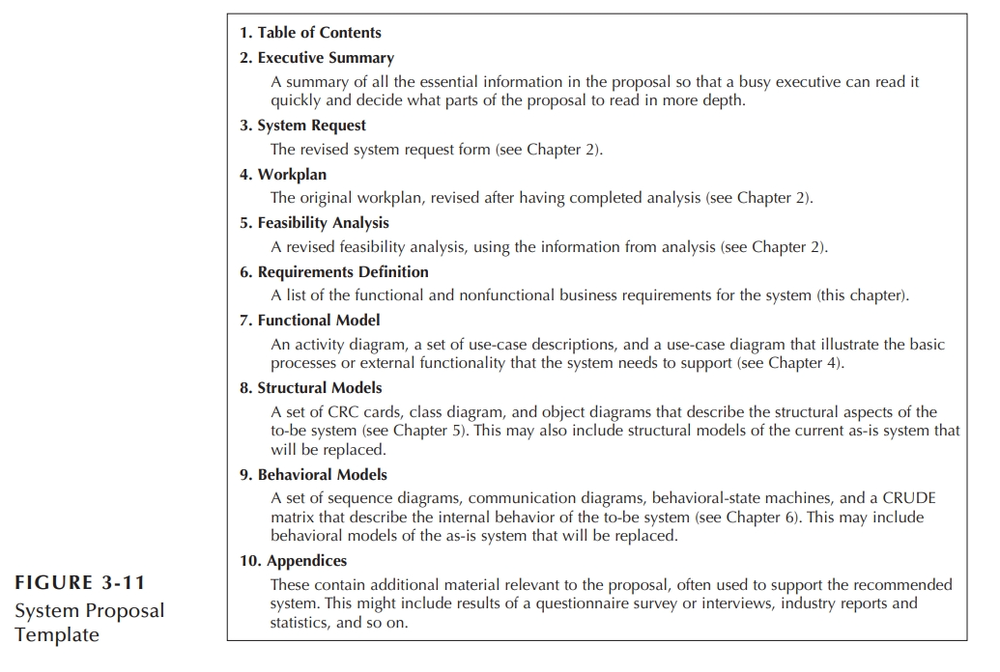 1. Table of Contents
2. Executive Summary
A summary of all the essential information in the proposal so that a busy executive can read it
quickly and decide what parts of the proposal to read in more depth.
3. System Request
The revised system request form (see Chapter 2).
4. Workplan
The original workplan, revised after having completed analysis (see Chapter 2).
5. Feasibility Analysis
A revised feasibility analysis, using the information from analysis (see Chapter 2).
6. Requirements Definition
A list of the functional and nonfunctional business requirements for the system (this chapter).
7. Functional Model
An activity diagram, a set of use-case descriptions, and a use-case diagram that illustrate the basic
processes or external functionality that the system needs to support (see Chapter 4).
8. Structural Models
A set of CRC cards, class diagram, and object diagrams that describe the structural aspects of the
to-be system (see Chapter 5). This may also include structural models of the current as-is system that
will be replaced.
9. Behavioral Models
A set of sequence diagrams, communication diagrams, behavioral-state machines, and a CRUDE
matrix that describe the internal behavior of the to-be system (see Chapter 6). This may include
behavioral models of the as-is system that will be replaced.
10. Appendices
These contain additional material relevant to the proposal, often used to support the recommended
system. This might include results of a questionnaire survey or interviews, industry reports and
statistics, and so on.
FIGURE 3-11
System Proposal
Template